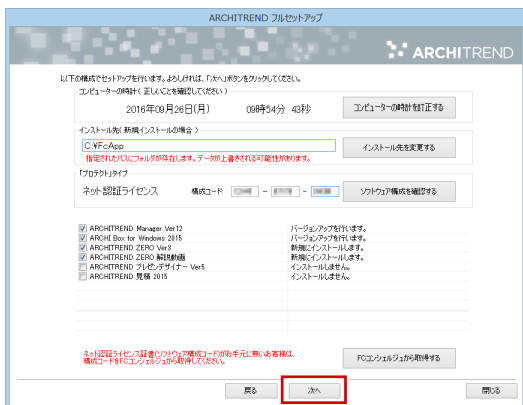 ARCHITREND フルセットアップ
ARCHITREND
以下の構成でセットアップを行います。よろしければ、「次へ」ボタンをクリックしてください。
コンピューターの時計( 正しいことを確認してください )
2016年09月26日(月) 09時54分 43秒
コンピューターの時計を訂正する
インストール先( 新規インストールの場合 )
C:¥FcApp
インストール先を変更する
指定されたパスにフォルダが存在します。データが上書きされる可能性があります。
「プロテクト」タイプ
ネット認証ライセンス 構成コード - -
ソフトウェア構成を確認する
ARCHITREND Manager Ver12 バージョンアップを行います。
ARCHI Box for Windows 2015 バージョンアップを行います。
ARCHITREND ZERO Ver3 新規にインストールします。
ARCHITREND ZERO 解説動画 新規にインストールします。
ARCHITREND プレゼンデザイナー Ver5 インストールしません。
ARCHITREND 見積 2015 インストールしません。
ネット認証ライセンス証書(ソフトウェア構成コード)がお手元に無いお客様は、
構成コードをFCコンシェルジュから取得してください。
FCコンシェルジュから取得する
戻る 次へ 閉じる